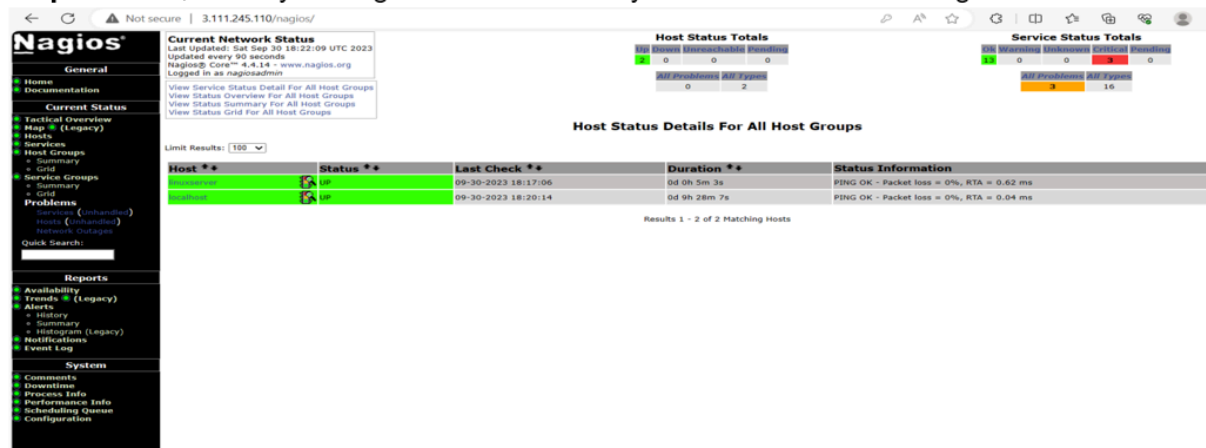 Not secure | 3.111.245.110/nagios/
Nagios®
General
Home
Documentation
Current Status
Tactical Overview
Map (Legacy)
Hosts
Services
Host Groups
Summary
Grid
Service Groups
Summary
Grid
Problems
Services (Unhandled)
Hosts (Unhandled)
Network Outages
Quick Search:
Reports
Availability
Trends (Legacy)
Alerts
History
Summary
Histogram (Legacy)
Notifications
Event Log
System
Comments
Downtime
Process Info
Performance Info
Scheduling Queue
Configuration
Current Network Status
Last Updated: Sat Sep 30 18:22:09 UTC 2023
Updated every 90 seconds
Nagios® Core™ 4.4.14 - www.nagios.org
Logged in as nagiosadmin
View Service Status Detail For All Host Groups
View Status Overview For All Host Groups
View Status Summary For All Host Groups
View Status Grid For All Host Groups
Host Status Totals
Up Down Unreachable Pending
2 0 0 0
All Problems All Types
0 2
Service Status Totals
Ok Warning Unknown Critical Pending
13 0 0 3 0
All Problems All Types
3 16
Host Status Details For All Host Groups
Limit Results: 100
Host Status Last Check Duration Status Information
linuxserver UP 09-30-2023 18:17:06 0d 0h 5m 3s PING OK - Packet loss = 0%, RTA = 0.62 ms
localhost UP 09-30-2023 18:20:14 0d 9h 28m 7s PING OK - Packet loss = 0%, RTA = 0.04 ms
Results 1 - 2 of 2 Matching Hosts